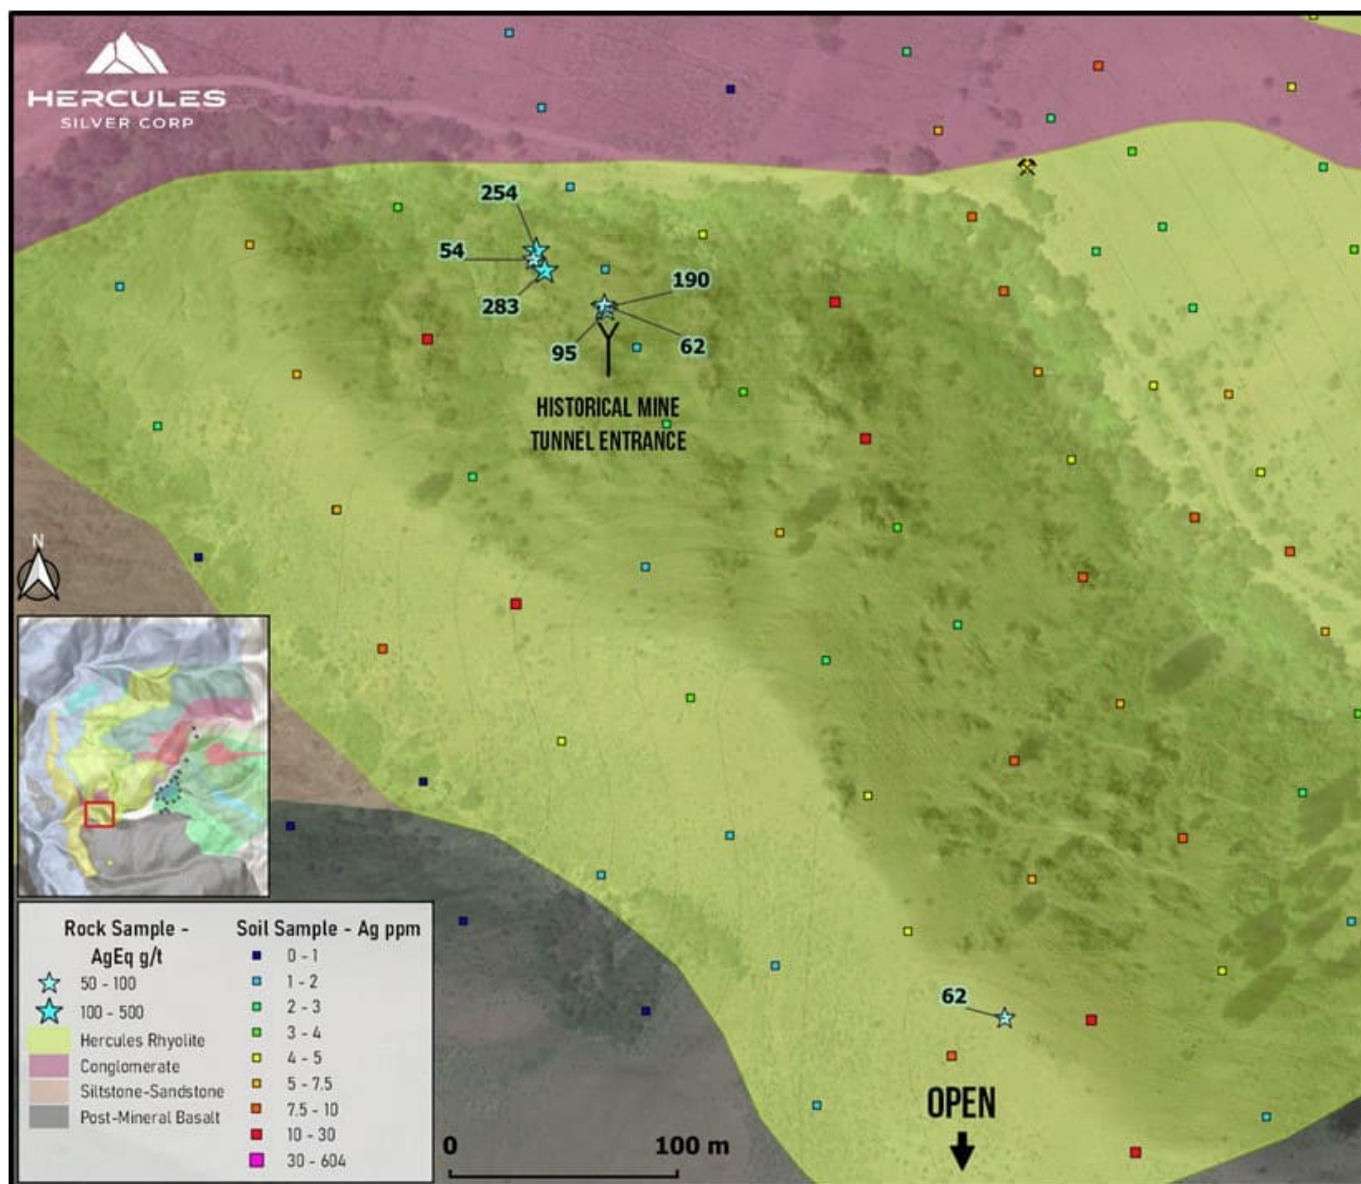 HERCULES
SILVER CORP
254
54
283
190
95
62
HISTORICAL MINE
TUNNEL ENTRANCE
N
Rock Sample -
AgEq g/t
50 - 100
100 - 500
Hercules Rhyolite
Conglomerate
Siltstone-Sandstone
Post-Mineral Basalt
Soil Sample - Ag ppm
0 - 1
1 - 2
2 - 3
3 - 4
4 - 5
5 - 7.5
7.5 - 10
10 - 30
30 - 604
0
100 m
62
OPEN